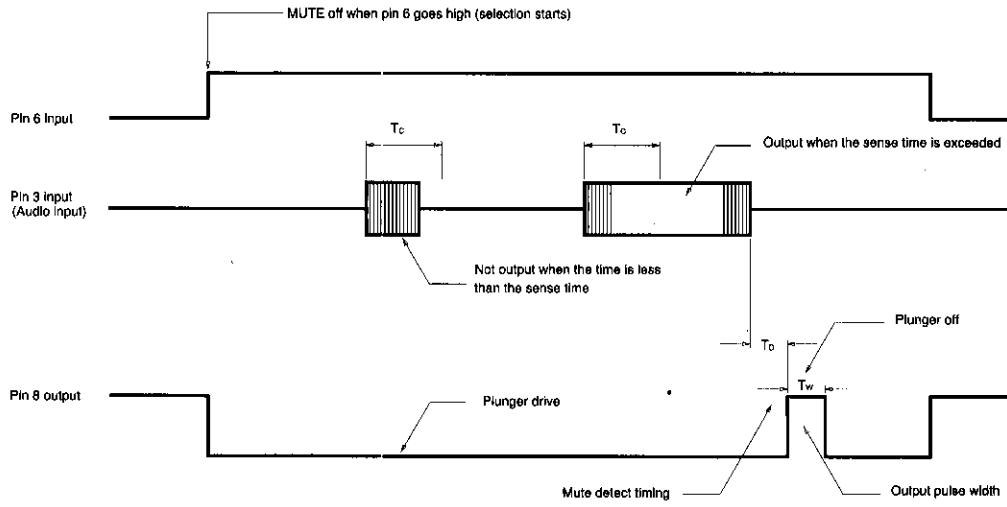 MUTE off when pin 6 goes high (selection starts)
Pin 6 input
Tc
Tc
Output when the sense time is exceeded
Pin 3 input
(Audio input)
Not output when the time is less
than the sense time
Plunger off
TD
Tw
Pin 8 output
Plunger drive
Mute detect timing
Output pulse width